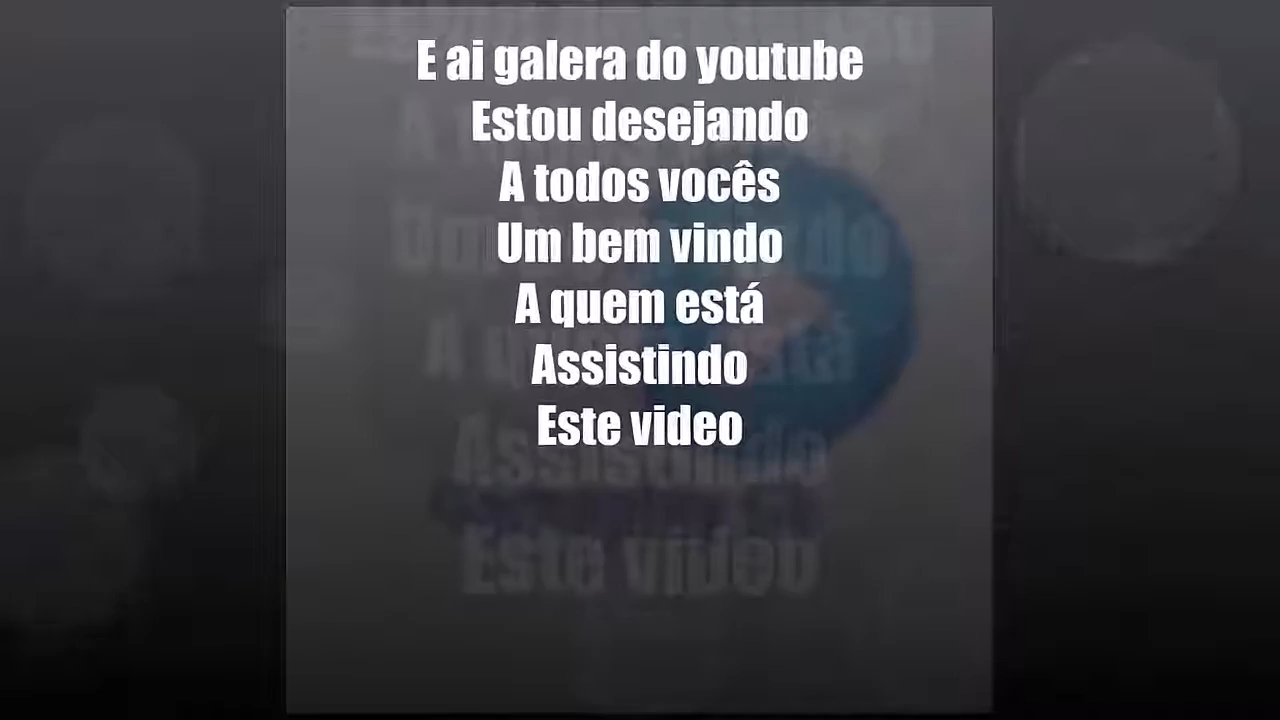 E ai galera do youtube
Estou desejando
A todos vocês
Um bem vindo
A quem está
Assistindo
Este video